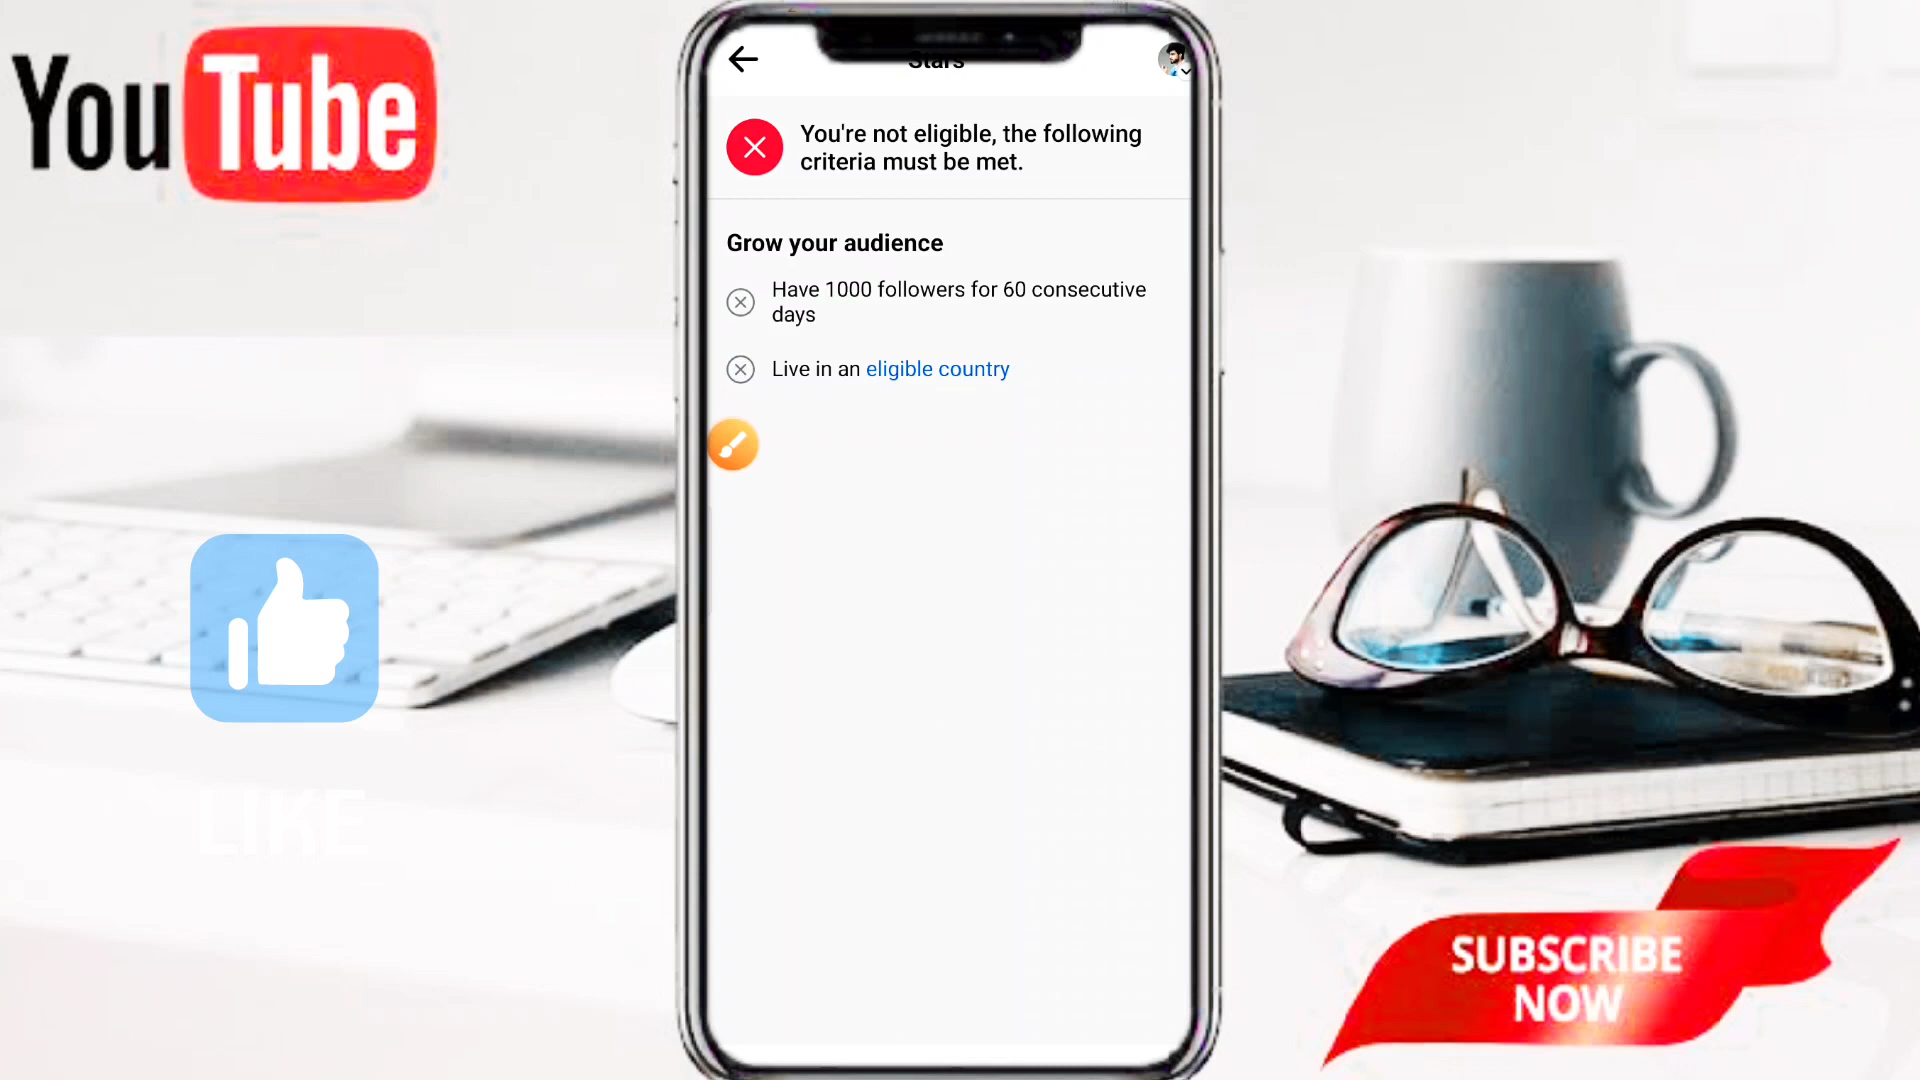 YouTube
Stars
You're not eligible, the following
criteria must be met.
Grow your audience
Have 1000 followers for 60 consecutive
days
Live in an eligible country
LIKE
SUBSCRIBE
NOW